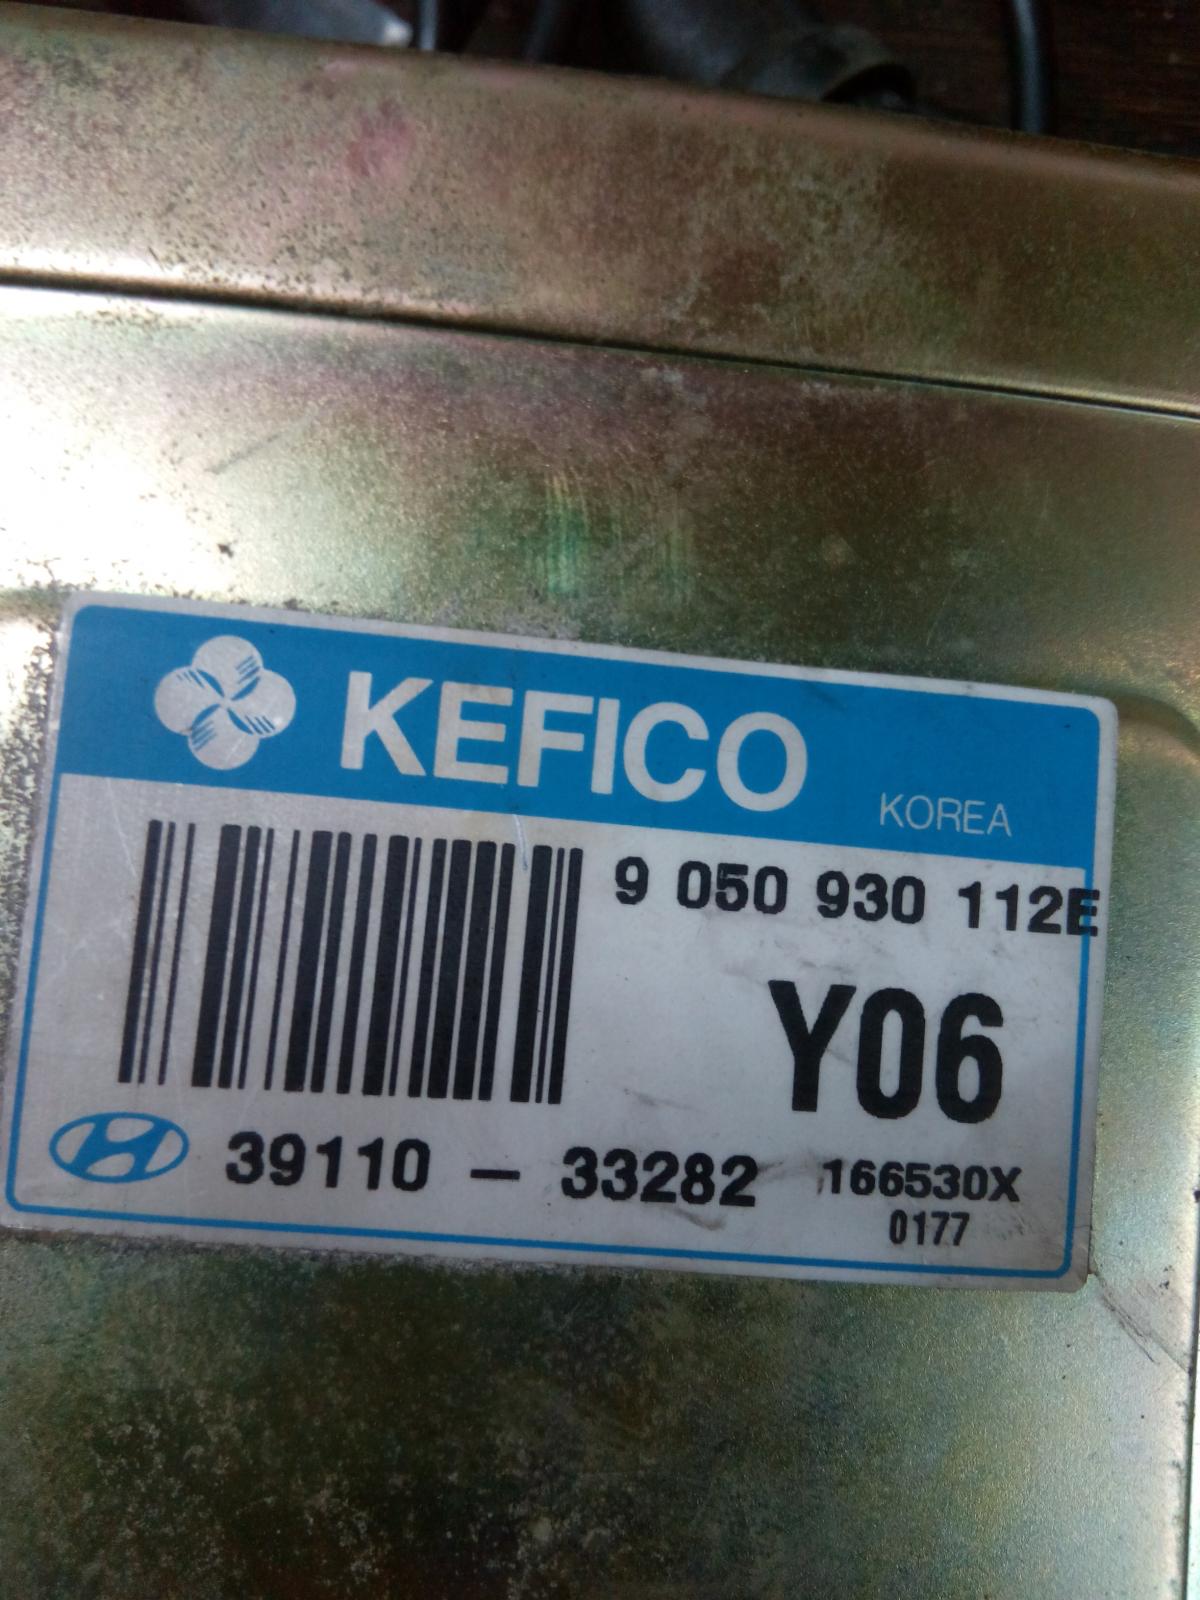 KEFICO
KOREA
9 050 930 112E
Y06
39110 - 33282
166530X
0177